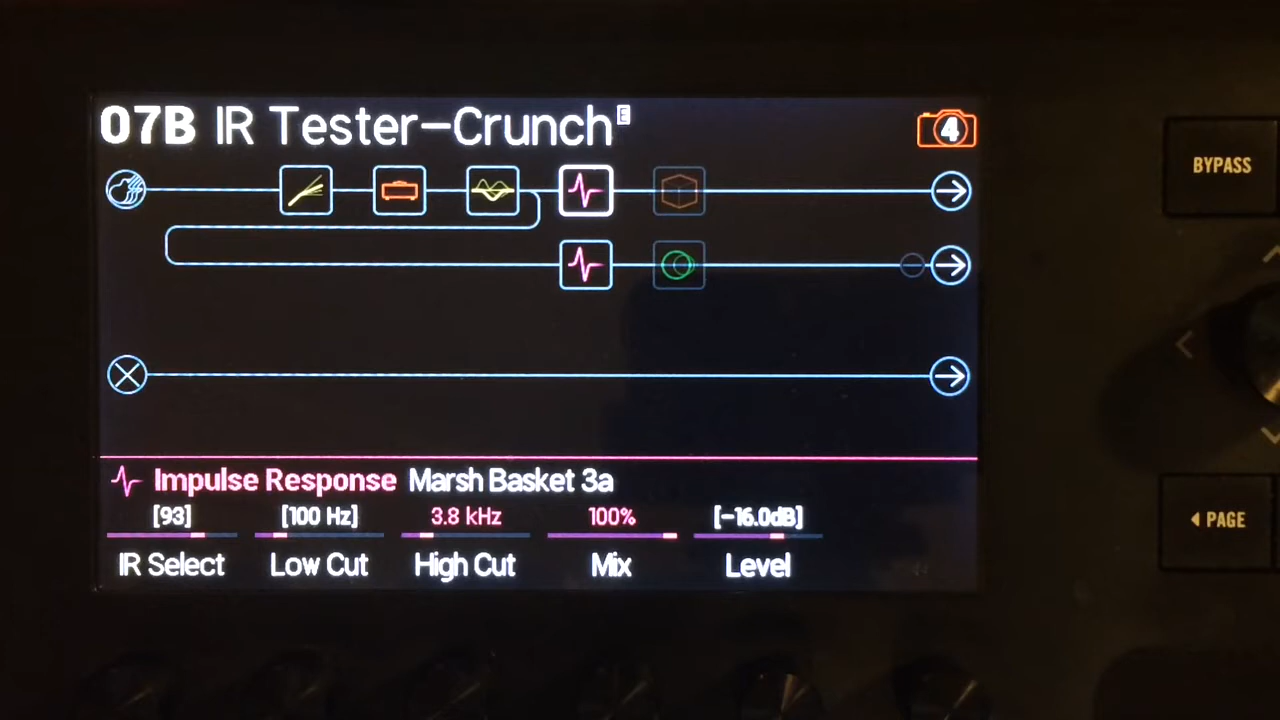 07B IR Tester-Crunch E 4
BYPASS
Impulse Response Marsh Basket 3a
[93] [100 Hz] 3.8 kHz 100% [-16.0dB]
IR Select Low Cut High Cut Mix Level
PAGE